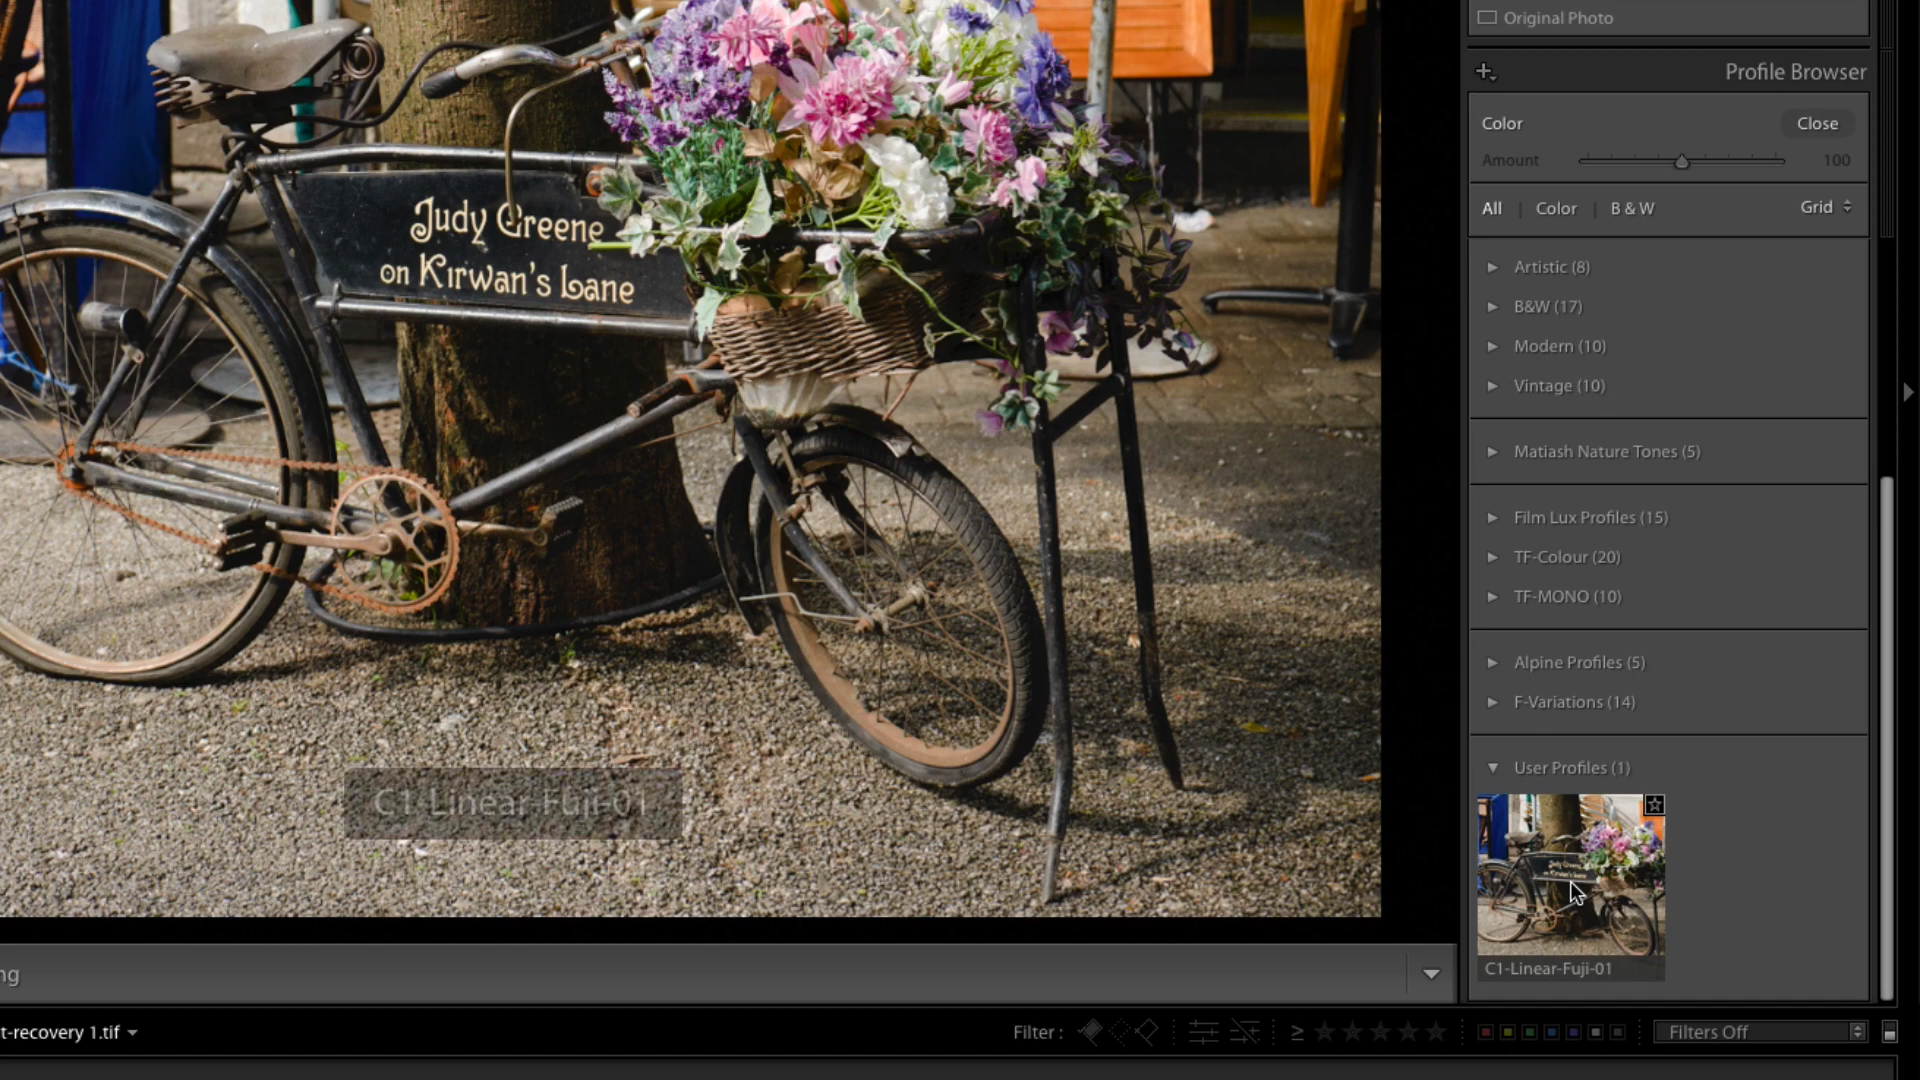 Original Photo
Profile Browser
Color
Close
Amount
100
All | Color | B & W
Grid
Artistic (8)
B&W (17)
Modern (10)
Vintage (10)
Matiash Nature Tones (5)
Film Lux Profiles (15)
TF-Colour (20)
TF-MONO (10)
Alpine Profiles (5)
F-Variations (14)
User Profiles (1)
C1-Linear-Fuji-01
Judy Greene
on Kirwan's Lane
C1-Linear-Fuji-01
ng
t-recovery 1.tif
Filter :
≥
Filters Off